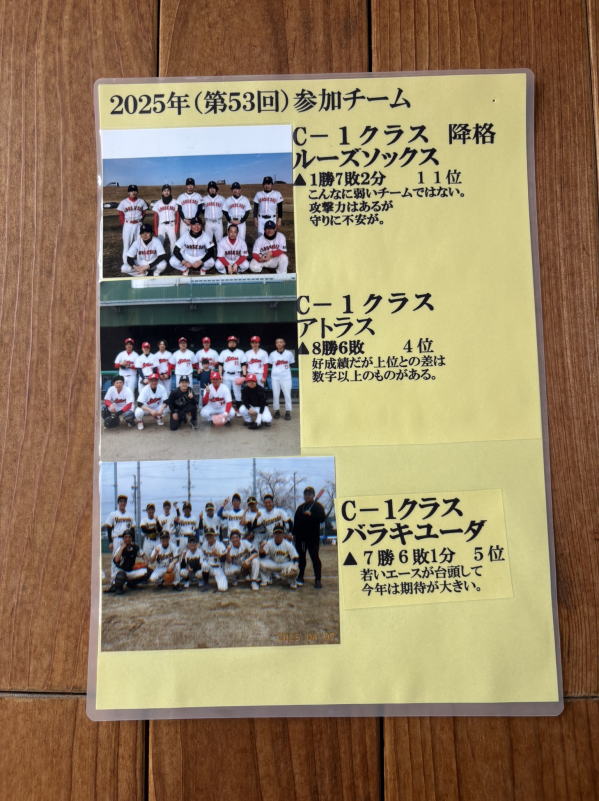 2025年(第53回)参加チーム
C-1クラス 降格
ルーズソックス
▲1勝7敗2分 11位
こんなに弱いチームではない。
攻撃力はあるが
守りに不安が。
C-1クラス
アトラス
▲8勝6敗 4位
好成績だが上位との差は
数字以上のものがある。
C-1クラス
バラキユーダ
▲7勝6敗1分 5位
若いエースが台頭して
今年は期待が大きい。